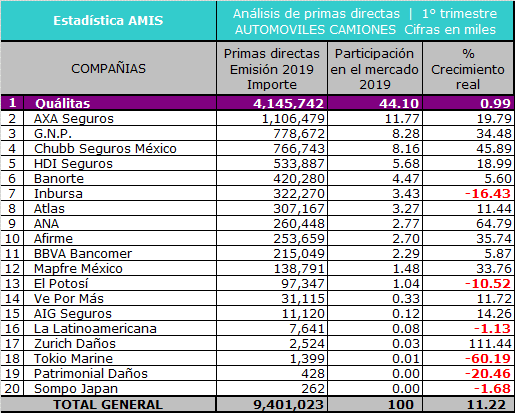 Estadística AMIS
Análisis de primas directas | 1º trimestre
AUTOMOVILES CAMIONES Cifras en miles
COMPAÑIAS
Primas directas Emisión 2019 Importe
Participación en el mercado 2019
% Crecimiento real
1 Quálitas 4,145,742 44.10 0.99
2 AXA Seguros 1,106,479 11.77 19.79
3 G.N.P. 778,672 8.28 34.48
4 Chubb Seguros México 766,743 8.16 45.89
5 HDI Seguros 533,887 5.68 18.99
6 Banorte 420,280 4.47 5.60
7 Inbursa 322,270 3.43 -16.43
8 Atlas 307,167 3.27 11.44
9 ANA 260,448 2.77 64.79
10 Afirme 253,659 2.70 35.74
11 BBVA Bancomer 215,049 2.29 5.87
12 Mapfre México 138,791 1.48 33.76
13 El Potosí 97,347 1.04 -10.52
14 Ve Por Más 31,115 0.33 11.72
15 AIG Seguros 11,120 0.12 14.26
16 La Latinoamericana 7,641 0.08 -1.13
17 Zurich Daños 2,524 0.03 111.44
18 Tokio Marine 1,399 0.01 -60.19
19 Patrimonial Daños 428 0.00 -20.46
20 Sompo Japan 262 0.00 -1.68
TOTAL GENERAL 9,401,023 100 11.22